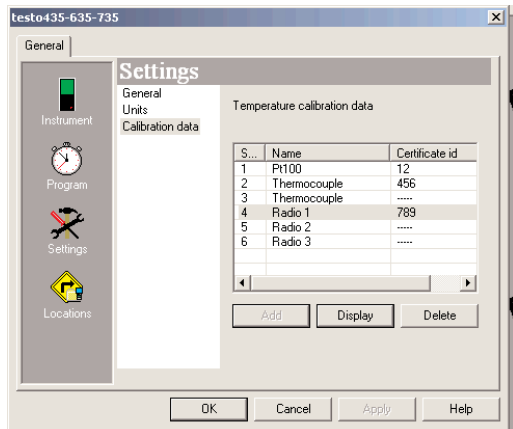 testo435-635-735
General
Settings
Instrument
Program
Settings
Locations
General
Units
Calibration data
Temperature calibration data
S... Name Certificate id
1 Pt100 12
2 Thermocouple 456
3 Thermocouple -----
4 Radio 1 789
5 Radio 2 -----
6 Radio 3 -----
Add Display Delete
OK Cancel Apply Help